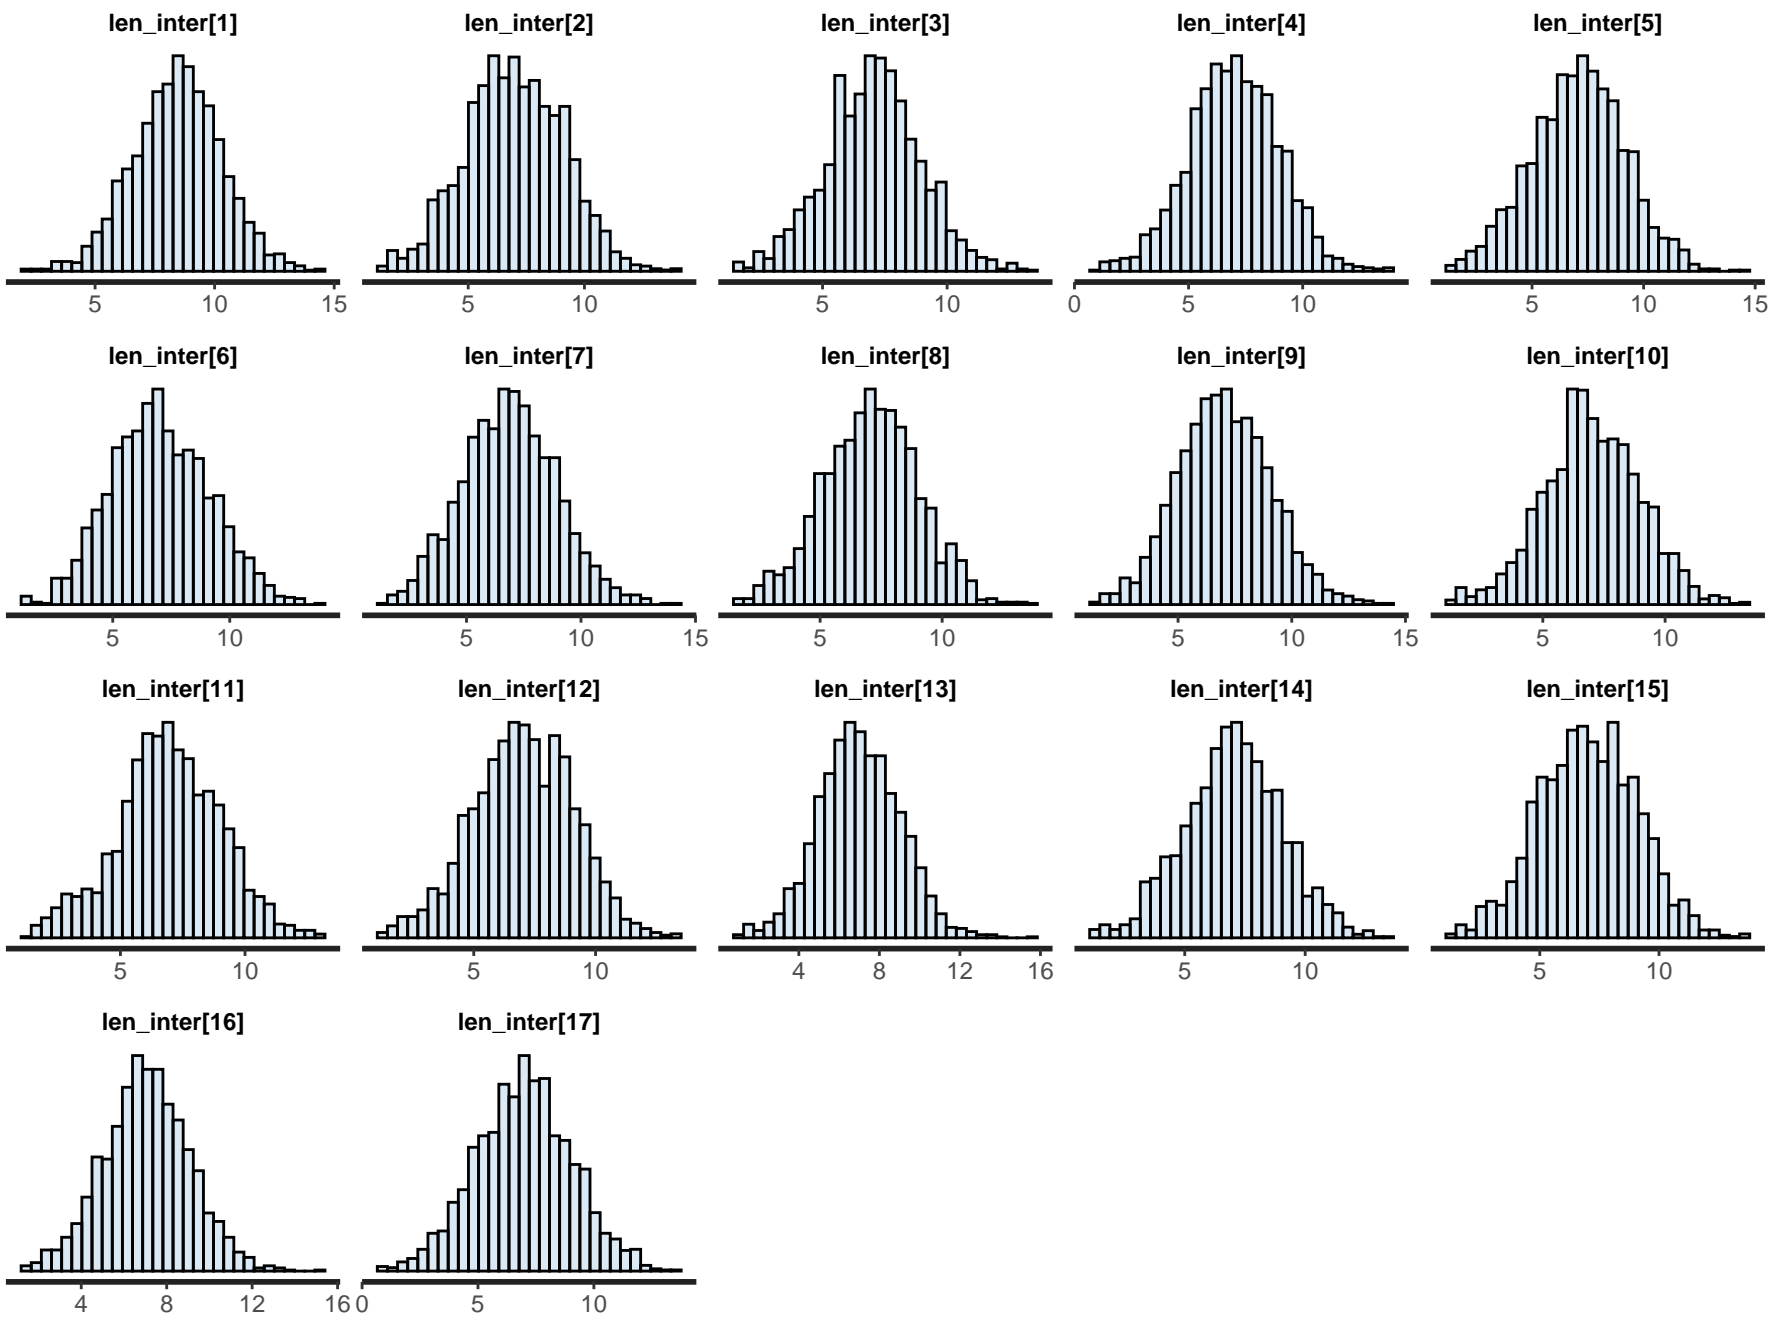 len_inter[1] len_inter[2] len_inter[3] len_inter[4] len_inter[5]
5 10 15 5 10 5 10 0 5 10 5 10 15
len_inter[6] len_inter[7] len_inter[8] len_inter[9] len_inter[10]
5 10 5 10 15 5 10 5 10 15 5 10
len_inter[11] len_inter[12] len_inter[13] len_inter[14] len_inter[15]
5 10 5 10 4 8 12 16 5 10 5 10
len_inter[16] len_inter[17]
4 8 12 16 0 5 10